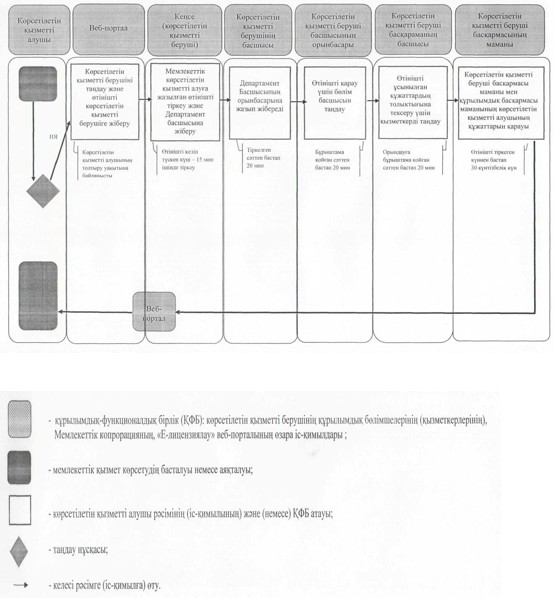 Көрсетілетін
қызметті
алушы
Веб-портал
Кеңсе
(көрсетілетін
қызметті
беруші)
Көрсетілетін
қызметті
берушінің
басшысы
Көрсетілетін
қызметті беруші
басшысының
орынбасары
Көрсетілетін
қызметті беруші
басқараманың
басшысы
Көрсетілетін
қызметті беруші
басқармасының
маманы
ИЯ
Көрсетілетін
қызметті берушіні
таңдау және
өтінішті
көрсетілетін
қызметті
берушіге жіберу
Мемлекеттік
көрсетілетін
қызметті алуға
жазылған өтінішті
тіркеу және
Департамент
басшысына
жіберу
Департамент
Басшысының
орынбасарына
жазып жібереді
Өтінішті қарау
үшін бөлім
басшысын
таңдау
Өтінішті
ұсынылған
құжаттардың
толықтығына
тексеру үшін
қызметкерді таңдау
Көрсетілетін қызметті
беруші басқармасы
маманы мен
құрылымдық басқармасы
маманының көрсетілетін
қызметті алушының
құжаттарын қарауы
Көрсетілетін
қызметті алушының
толтыру уақытына
байланысты
Өтінішті келіп
түскен күні – 15 мин
ішінде тіркеу
Тіркелген
сәттен бастап
20 мин
Бұрыштама
қойған сәттен
бастап 20 мин
Орындауға
бұрыштама қойған
сәттен бастап 20 мин
Өтінішті тіркеген
күннен бастап
30 күнтізбелік күн
Веб-
портал
- құрылымдық-функционалдық бірлік (ҚФБ): көрсетілетін қызметті берушінің құрылымдық бөлімшелерінің (қызметкерлерінің),
Мемлекеттік копрорацияның, «Е-лицензиялау» веб-порталының өзара іс-қимылдары ;
- мемлекеттік қызмет көрсетудің басталуы немесе аяқталуы;
- көрсетілетін қызметті алушы рәсімінің (іс-қимылының) және (немесе) ҚФБ атауы;
- таңдау нұсқасы;
- келесі рәсімге (іс-қимылға) өту.